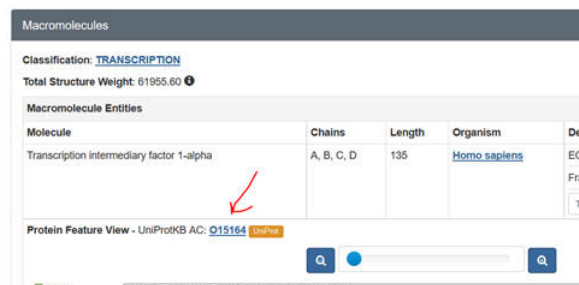 Macromolecules
Classification: TRANSCRIPTION
Total Structure Weight: 61955.60
Macromolecule Entities
Molecule Chains Length Organism
Transcription intermediary factor 1-alpha A, B, C, D 135 Homo sapiens
Protein Feature View - UniProtKB AC: O15164 UniProt